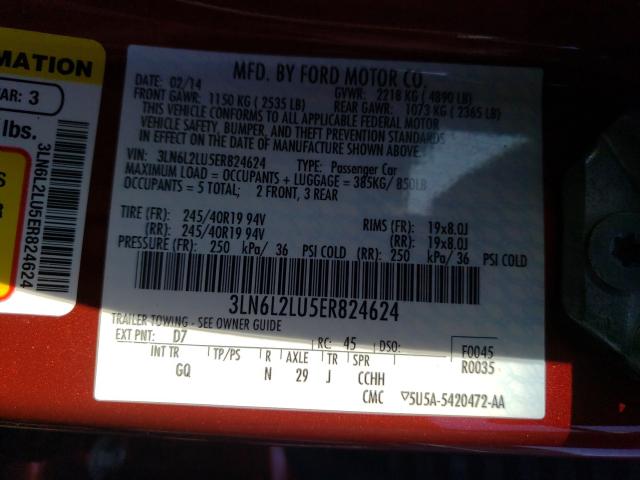 MFD. BY FORD MOTOR CO.
DATE: 02/14
GVWR: 2218 KG ( 4890 LB)
FRONT GAWR: 1150 KG ( 2535 LB)
REAR GAWR: 1073 KG ( 2365 LB)
THIS VEHICLE CONFORMS TO ALL APPLICABLE FEDERAL MOTOR
VEHICLE SAFETY, BUMPER, AND THEFT PREVENTION STANDARDS
IN EFFECT ON THE DATE OF MANUFACTURE SHOWN ABOVE.
VIN: 3LN6L2LU5ER824624
TYPE: Passenger Car
MAXIMUM LOAD = OCCUPANTS + LUGGAGE = 385KG/ 850LB
OCCUPANTS = 5 TOTAL; 2 FRONT, 3 REAR
TIRE (FR): 245/40R19 94V
RIMS (FR): 19x8.0J
(RR): 245/40R19 94V
(RR): 19x8.0J
PRESSURE (FR): 250 kPa/ 36 PSI COLD (RR): 250 kPa/ 36 PSI COLD
3LN6L2LU5ER824624
TRAILER TOWING - SEE OWNER GUIDE
EXT PNT: D7 RC: 45 DSO: F0045
R0035
INT TR TP/PS R AXLE TR SPR
GQ N 29 J CCHH
CMC ▽5U5A-5420472-AA
MATION
AR: 3
lbs.
S
R
3LN6L2LU5ER824624